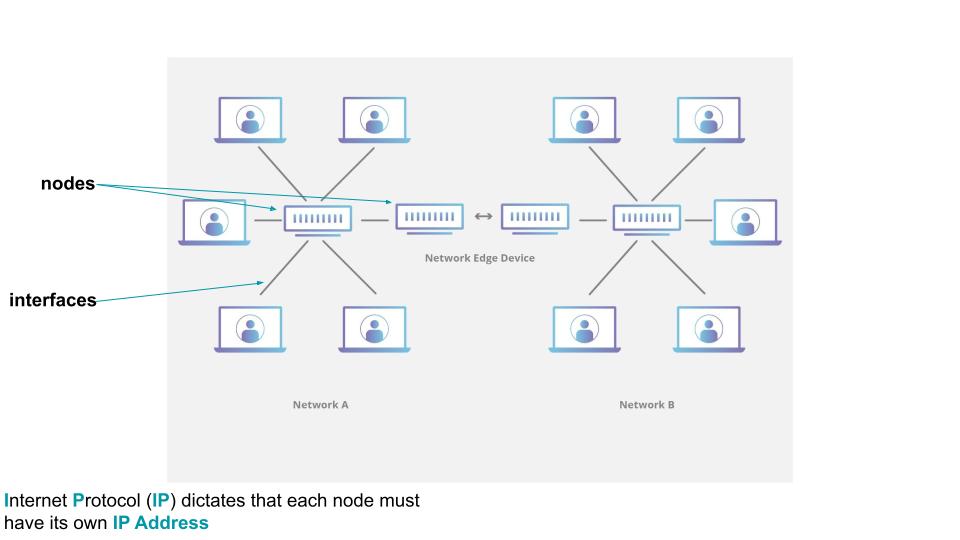 nodes
Network Edge Device
interfaces
Network A
Network B
Internet Protocol (IP) dictates that each node must
have its own IP Address